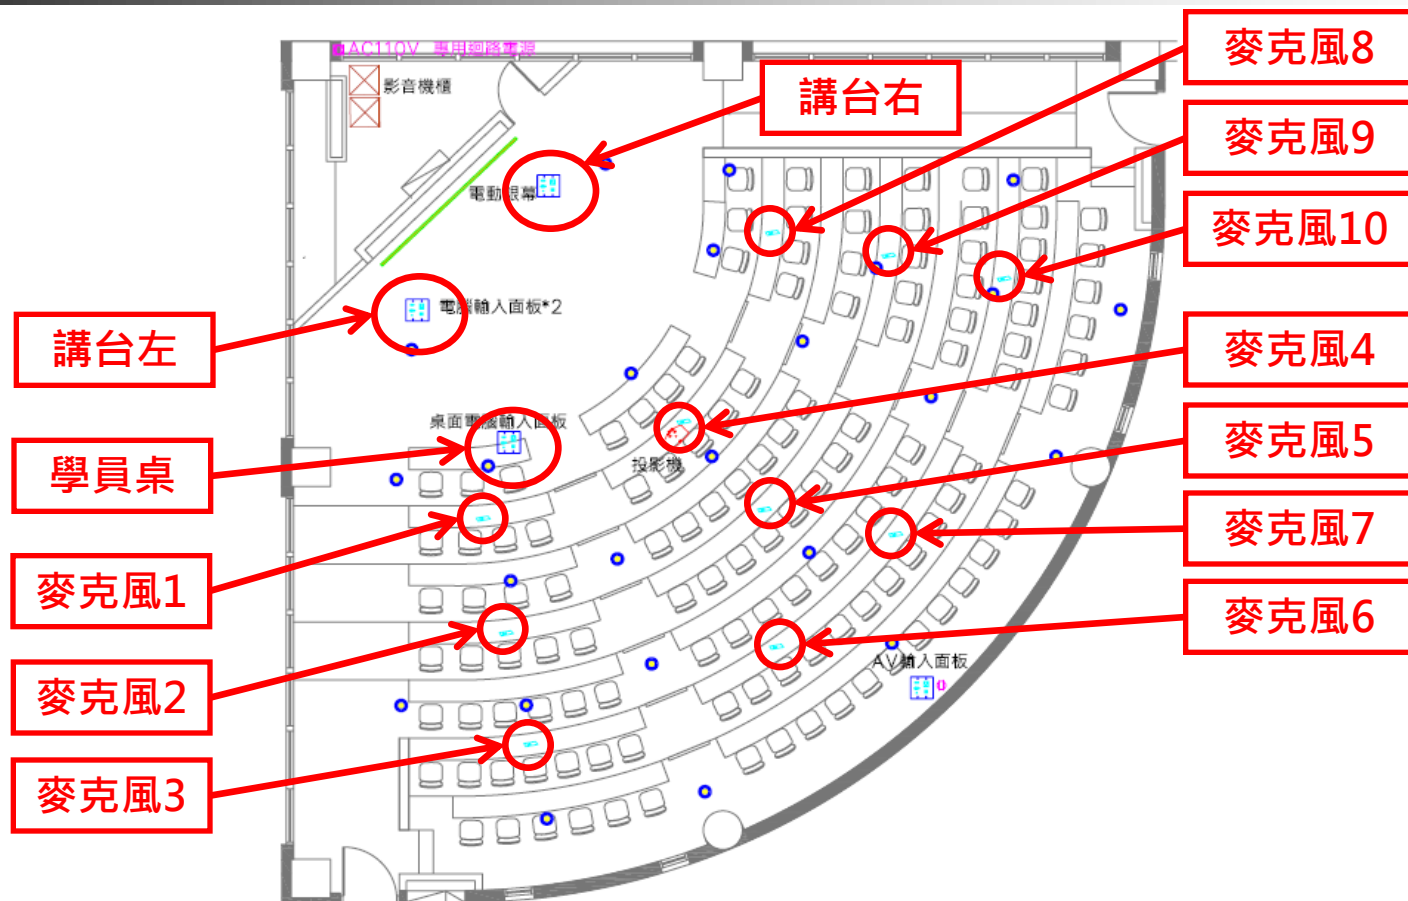 AC110V 專用迴路電源
影音機櫃
講台右
麥克風8
麥克風9
麥克風10
電動銀幕
電腦輸入面板*2
講台左
麥克風4
桌面電腦輸入面板
學員桌
投影機
麥克風5
麥克風7
麥克風1
麥克風6
AV輸入面板
麥克風2
麥克風3